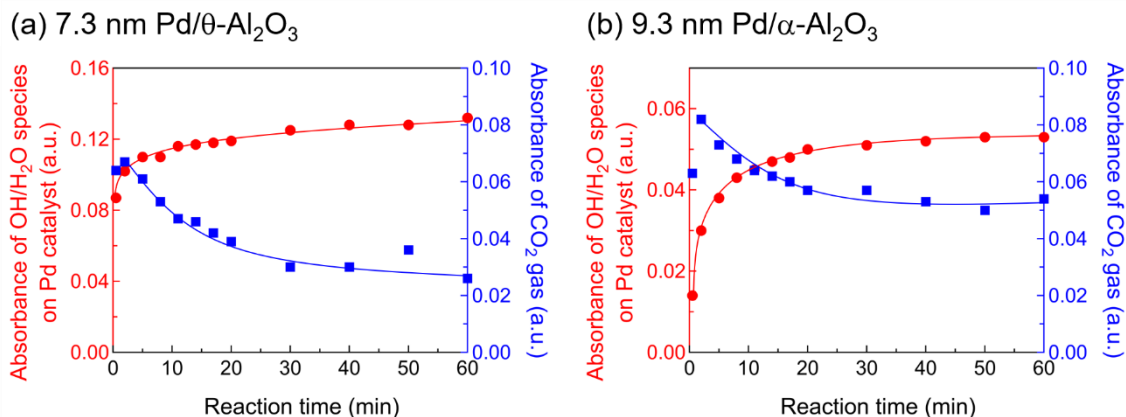 (a) 7.3 nm Pd/θ-Al₂O₃
Absorbance of OH/H₂O species
on Pd catalyst (a.u.)
0.16
0.12
0.08
0.04
0.00
0.10
0.08
0.06
0.04
0.02
0.00
Absorbance of CO₂ gas (a.u.)
0 10 20 30 40 50 60
Reaction time (min)
(b) 9.3 nm Pd/α-Al₂O₃
Absorbance of OH/H₂O species
on Pd catalyst (a.u.)
0.06
0.04
0.02
0.00
0.10
0.08
0.06
0.04
0.02
0.00
Absorbance of CO₂ gas (a.u.)
0 10 20 30 40 50 60
Reaction time (min)